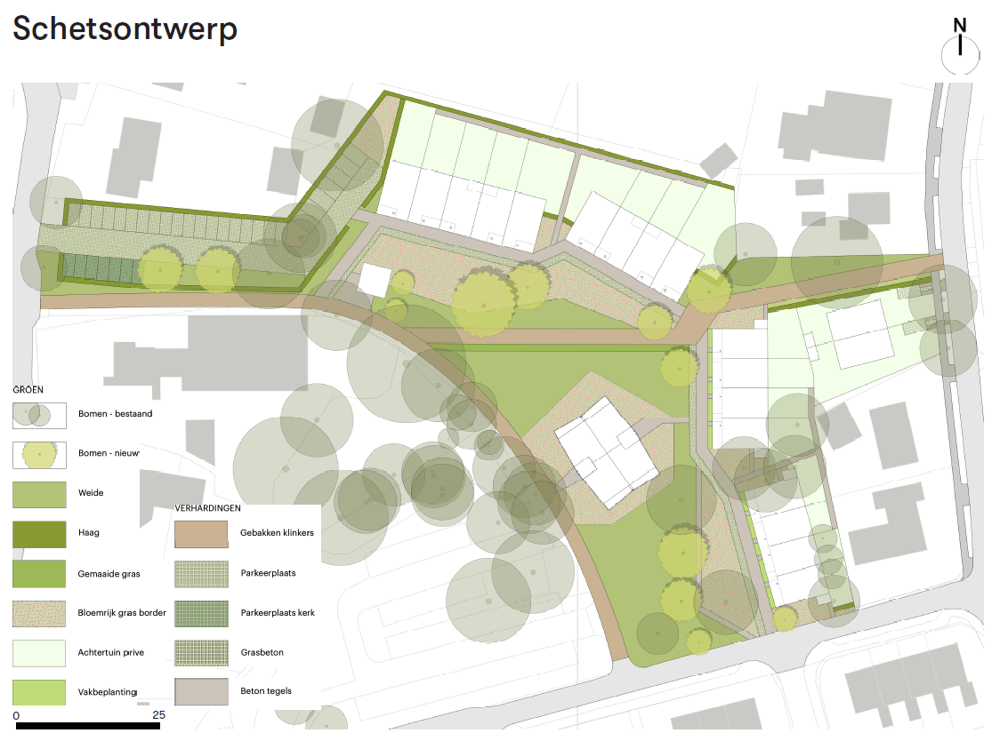 Schetsontwerp
N
GROEN
Bomen - bestaand
Bomen - nieuw
Weide
Haag
Gemaaide gras
Bloemrijk gras border
Achtertuin prive
Vakbeplanting
VERHARDINGEN
Gebakken klinkers
Parkeerplaats
Parkeerplaats kerk
Grasbeton
Beton tegels
0 25